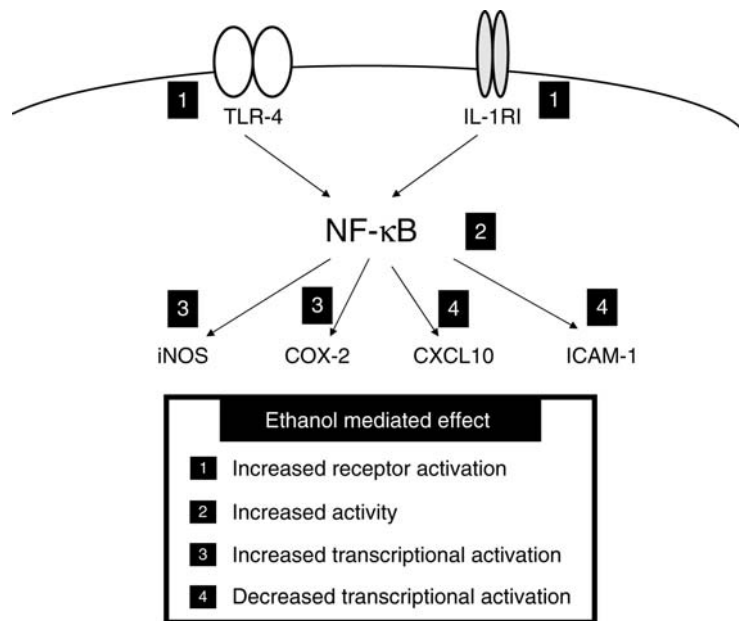 1 TLR-4 IL-1RI 1
NF-κB 2
3 3 4 4
iNOS COX-2 CXCL10 ICAM-1
Ethanol mediated effect
1 Increased receptor activation
2 Increased activity
3 Increased transcriptional activation
4 Decreased transcriptional activation